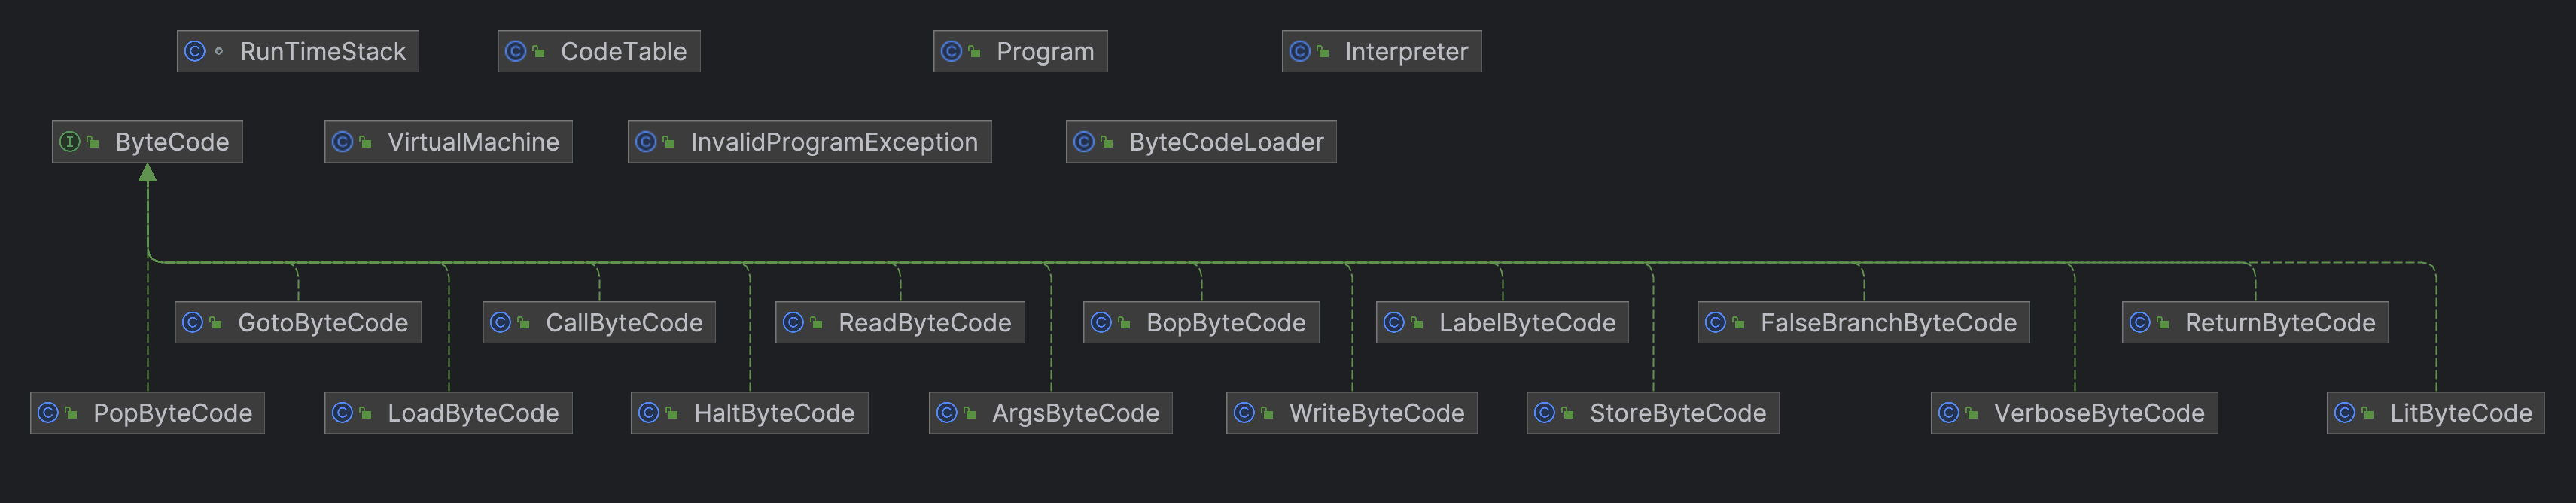 RunTimeStack
CodeTable
Program
Interpreter
ByteCode
VirtualMachine
InvalidProgramException
ByteCodeLoader
GotoByteCode
CallByteCode
ReadByteCode
BopByteCode
LabelByteCode
FalseBranchByteCode
ReturnByteCode
PopByteCode
LoadByteCode
HaltByteCode
ArgsByteCode
WriteByteCode
StoreByteCode
VerboseByteCode
LitByteCode